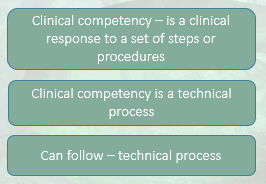 Clinical competency – is a clinical
response to a set of steps or
procedures
Clinical competency is a technical
process
Can follow – technical process